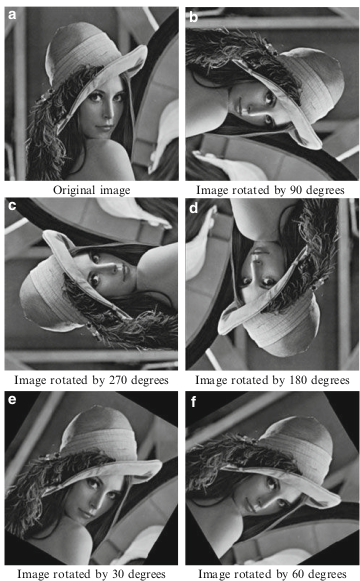 a
b
Original image
Image rotated by 90 degrees
c
d
Image rotated by 270 degrees
Image rotated by 180 degrees
e
f
Image rotated by 30 degrees
Image rotated by 60 degrees